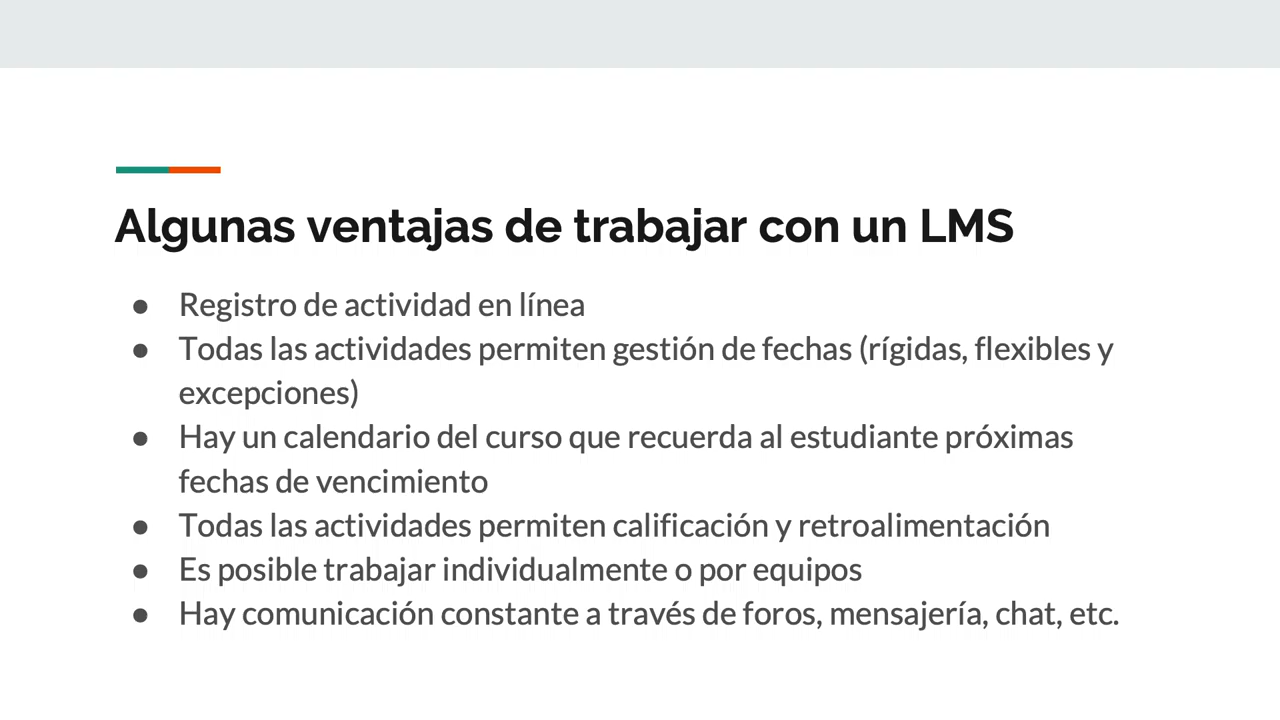 Algunas ventajas de trabajar con un LMS
● Registro de actividad en línea
● Todas las actividades permiten gestión de fechas (rígidas, flexibles y
excepciones)
● Hay un calendario del curso que recuerda al estudiante próximas
fechas de vencimiento
● Todas las actividades permiten calificación y retroalimentación
● Es posible trabajar individualmente o por equipos
● Hay comunicación constante a través de foros, mensajería, chat, etc.